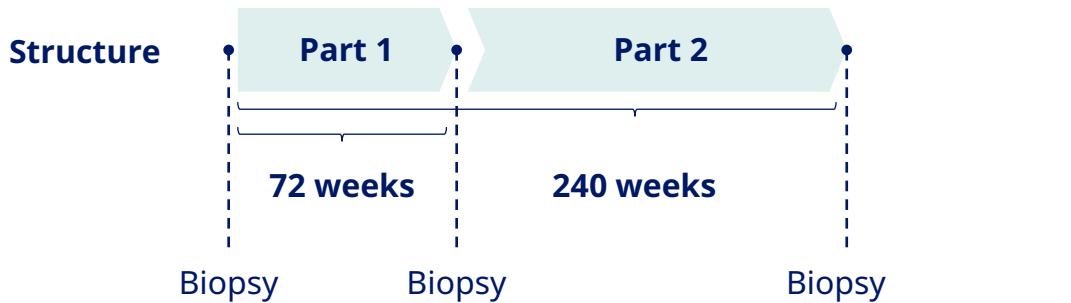 Structure
Part 1
Part 2
72 weeks
240 weeks
Biopsy
Biopsy
Biopsy